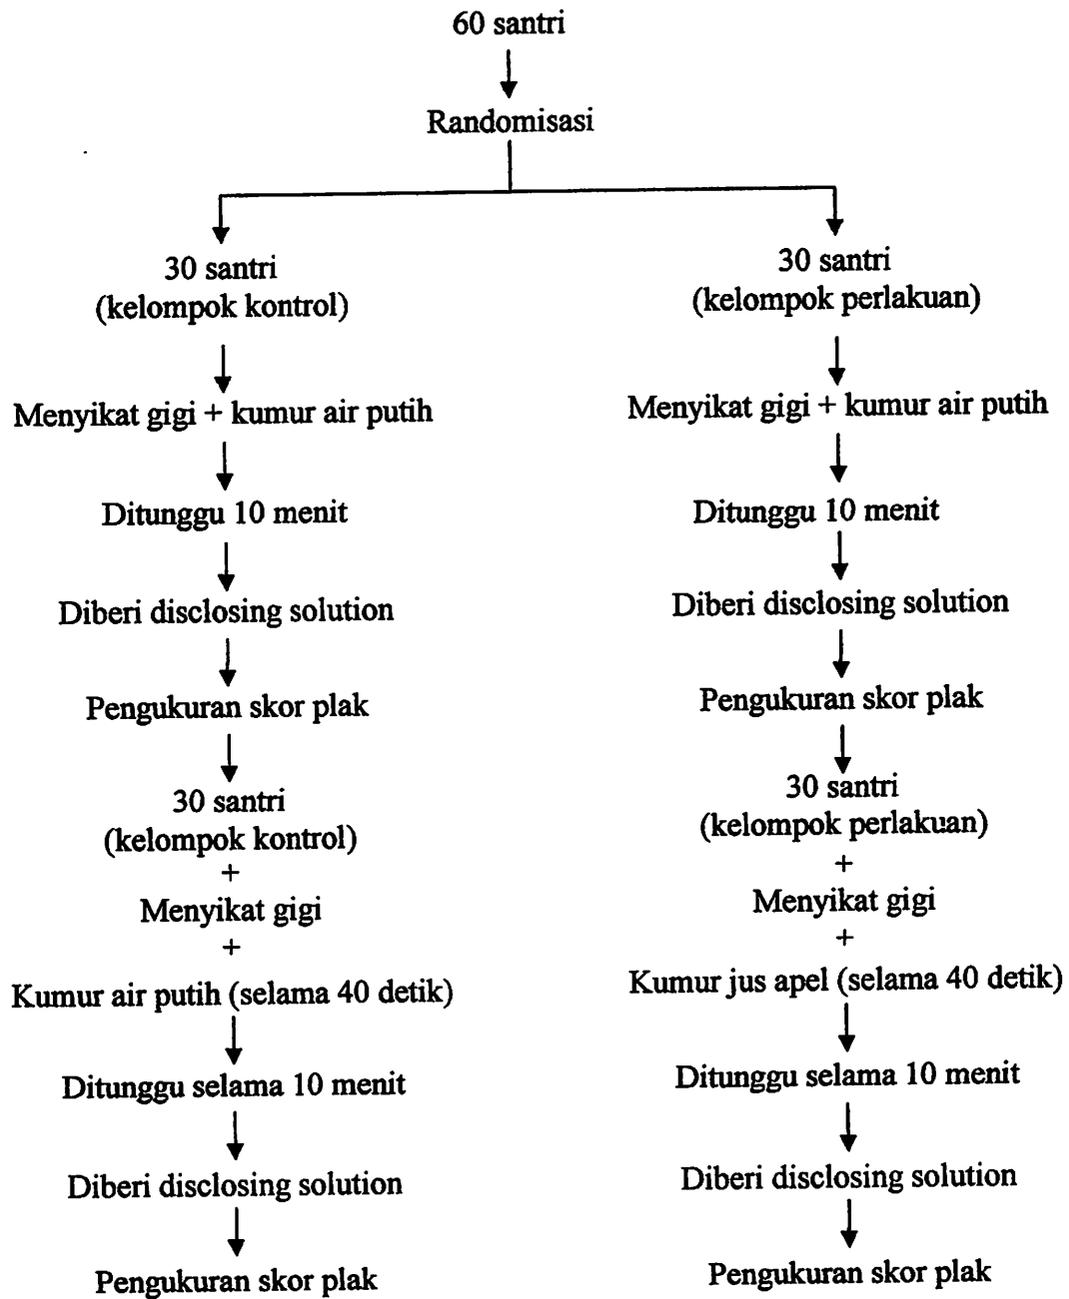 60 santri
Randomisasi
30 santri
(kelompok kontrol)
Menyikat gigi + kumur air putih
Ditunggu 10 menit
Diberi disclosing solution
Pengukuran skor plak
30 santri
(kelompok kontrol)
+
Menyikat gigi
+
Kumur air putih (selama 40 detik)
Ditunggu selama 10 menit
Diberi disclosing solution
Pengukuran skor plak
30 santri
(kelompok perlakuan)
Menyikat gigi + kumur air putih
Ditunggu 10 menit
Diberi disclosing solution
Pengukuran skor plak
30 santri
(kelompok perlakuan)
+
Menyikat gigi
+
Kumur jus apel (selama 40 detik)
Ditunggu selama 10 menit
Diberi disclosing solution
Pengukuran skor plak